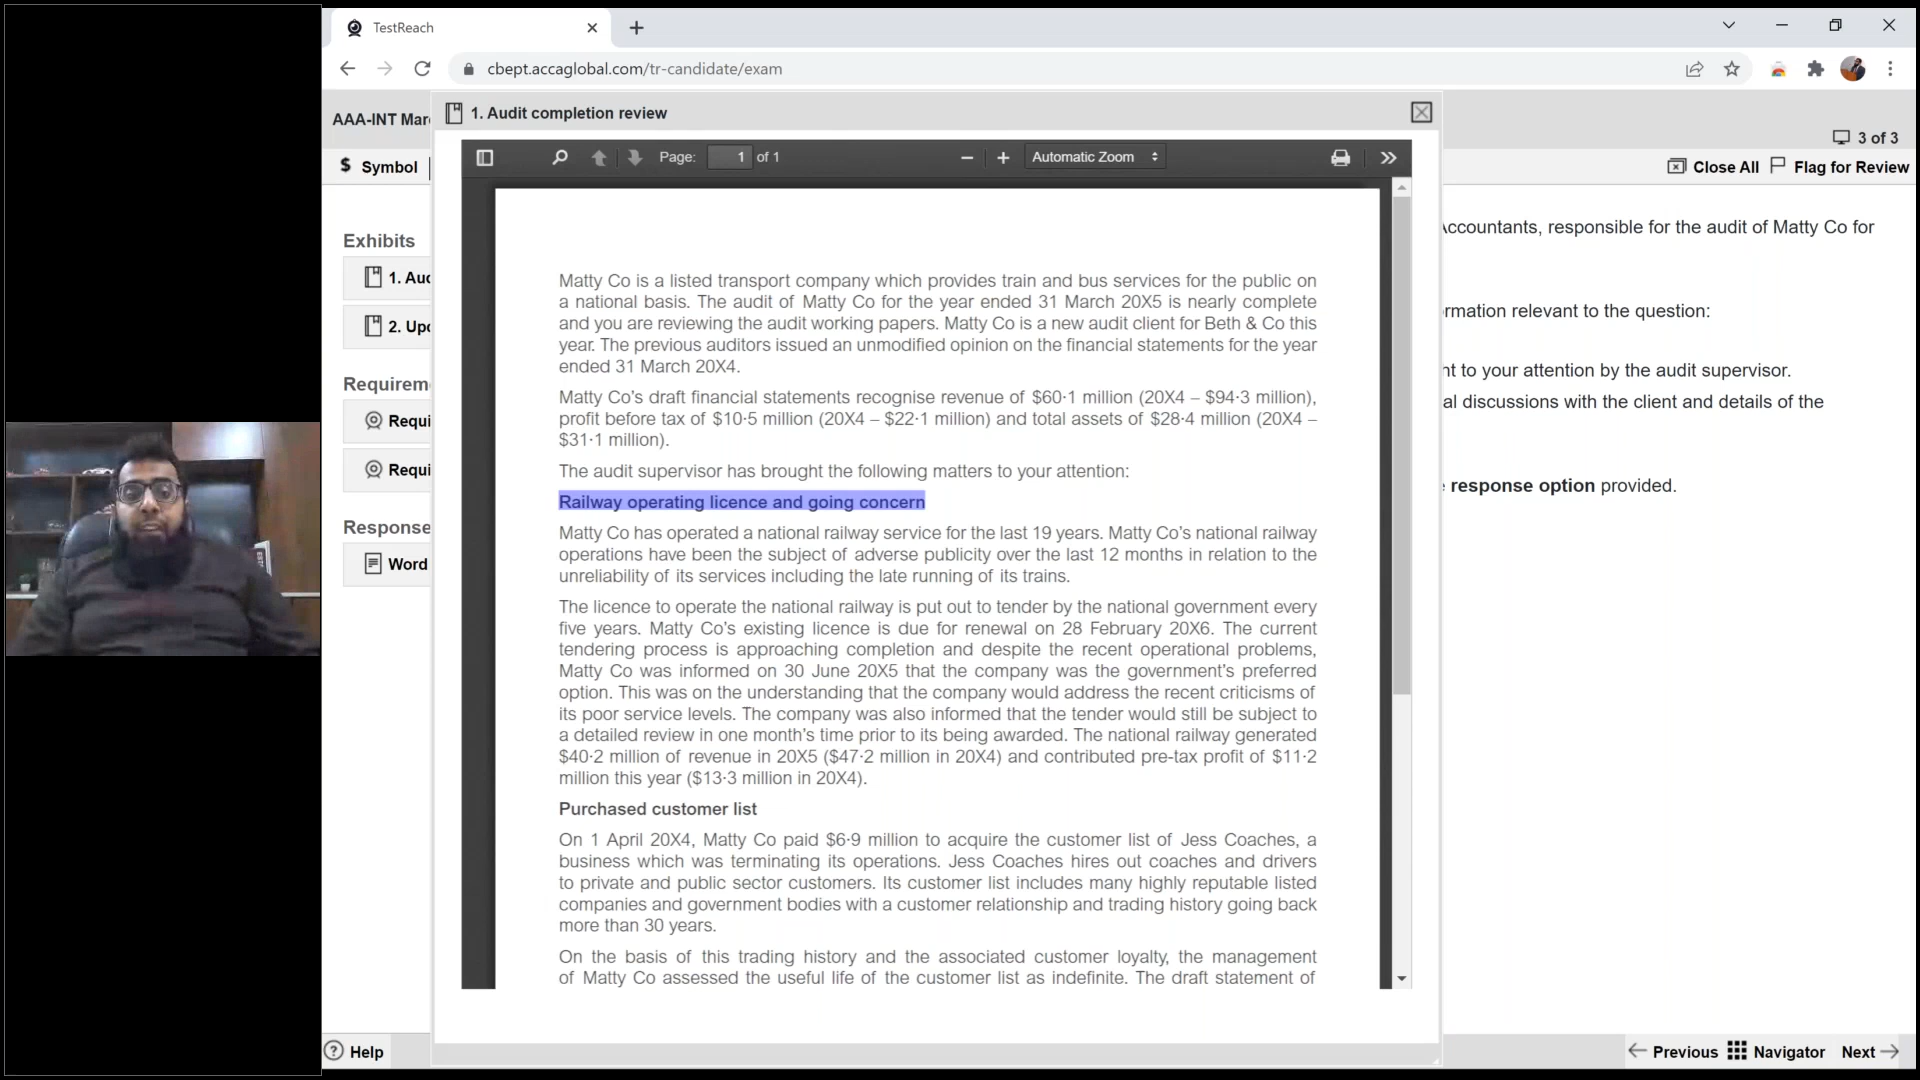 TestReach
cbept.accaglobal.com/tr-candidate/exam
AAA-INT Mar
1. Audit completion review
3 of 3
$ Symbol
Page: 1 of 1
Automatic Zoom
Close All
Flag for Review
Exhibits
1. Auc
2. Upc
Requirem
Requi
Requi
Response
Word
Matty Co is a listed transport company which provides train and bus services for the public on
a national basis. The audit of Matty Co for the year ended 31 March 20X5 is nearly complete
and you are reviewing the audit working papers. Matty Co is a new audit client for Beth & Co this
year. The previous auditors issued an unmodified opinion on the financial statements for the year
ended 31 March 20X4.
Matty Co’s draft financial statements recognise revenue of $60·1 million (20X4 – $94·3 million),
profit before tax of $10·5 million (20X4 – $22·1 million) and total assets of $28·4 million (20X4 –
$31·1 million).
The audit supervisor has brought the following matters to your attention:
Railway operating licence and going concern
Matty Co has operated a national railway service for the last 19 years. Matty Co’s national railway
operations have been the subject of adverse publicity over the last 12 months in relation to the
unreliability of its services including the late running of its trains.
The licence to operate the national railway is put out to tender by the national government every
five years. Matty Co’s existing licence is due for renewal on 28 February 20X6. The current
tendering process is approaching completion and despite the recent operational problems,
Matty Co was informed on 30 June 20X5 that the company was the government’s preferred
option. This was on the understanding that the company would address the recent criticisms of
its poor service levels. The company was also informed that the tender would still be subject to
a detailed review in one month’s time prior to its being awarded. The national railway generated
$40·2 million of revenue in 20X5 ($47·2 million in 20X4) and contributed pre-tax profit of $11·2
million this year ($13·3 million in 20X4).
Purchased customer list
On 1 April 20X4, Matty Co paid $6·9 million to acquire the customer list of Jess Coaches, a
business which was terminating its operations. Jess Coaches hires out coaches and drivers
to private and public sector customers. Its customer list includes many highly reputable listed
companies and government bodies with a customer relationship and trading history going back
more than 30 years.
On the basis of this trading history and the associated customer loyalty, the management
of Matty Co assessed the useful life of the customer list as indefinite. The draft statement of
Accountants, responsible for the audit of Matty Co for
rmation relevant to the question:
nt to your attention by the audit supervisor.
al discussions with the client and details of the
response option provided.
Help
Previous
Navigator
Next